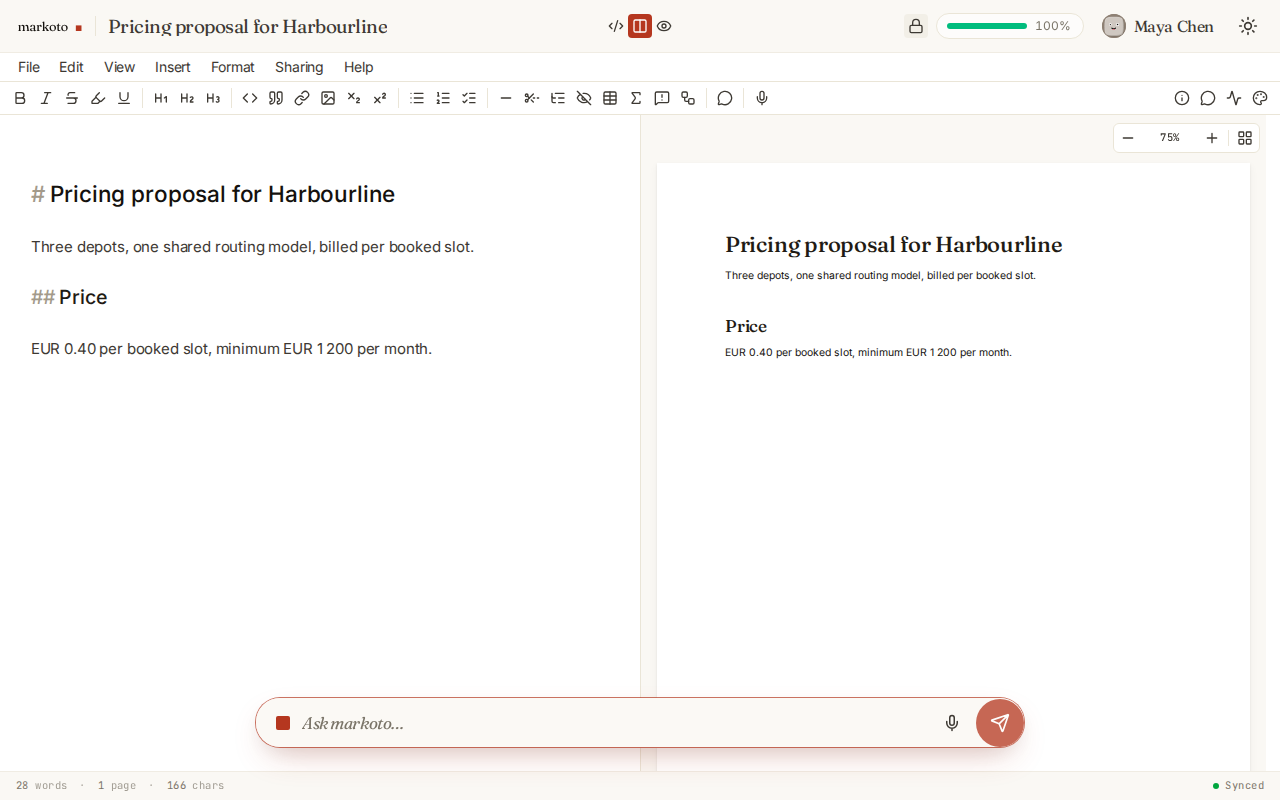 markoto
Pricing proposal for Harbourline
100%
Maya Chen
File Edit View Insert Format Sharing Help
H1 H2 H3
75%
# Pricing proposal for Harbourline
Three depots, one shared routing model, billed per booked slot.
## Price
EUR 0.40 per booked slot, minimum EUR 1 200 per month.
Pricing proposal for Harbourline
Three depots, one shared routing model, billed per booked slot.
Price
EUR 0.40 per booked slot, minimum EUR 1 200 per month.
Ask markoto...
28 words · 1 page · 166 chars
Synced